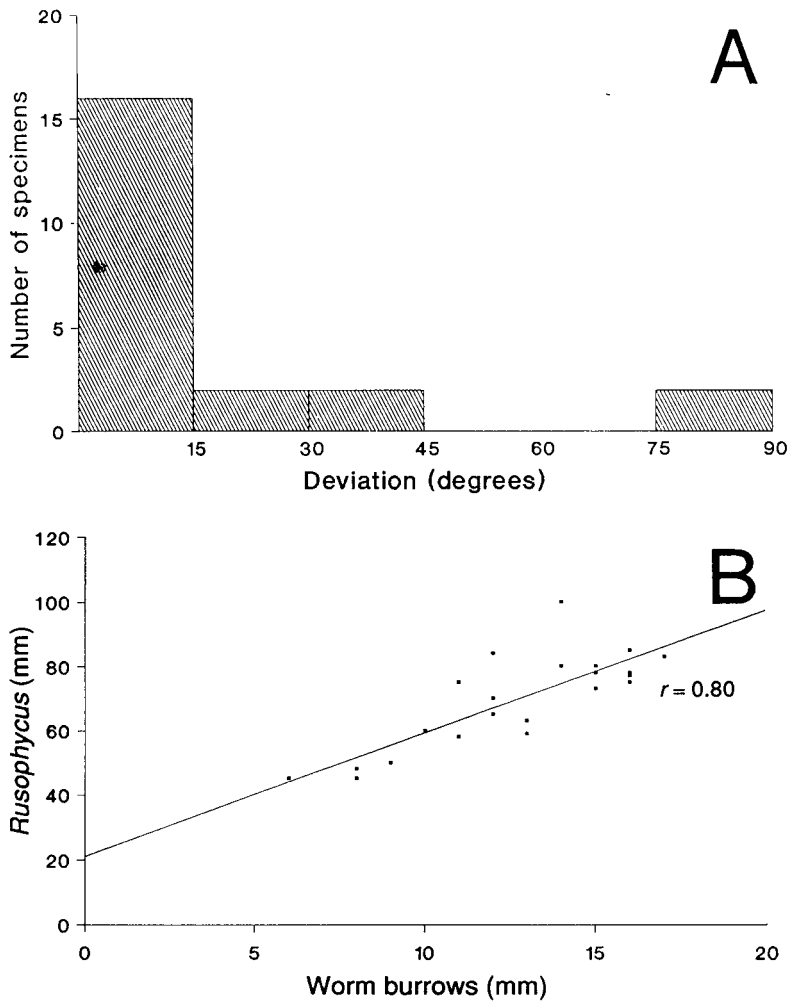 A
Number of specimens
20
15
10
5
0
15 30 45 60 75 90
Deviation (degrees)
B
Rusophycus (mm)
120
100
80
60
40
20
0
r = 0.80
0 5 10 15 20
Worm burrows (mm)